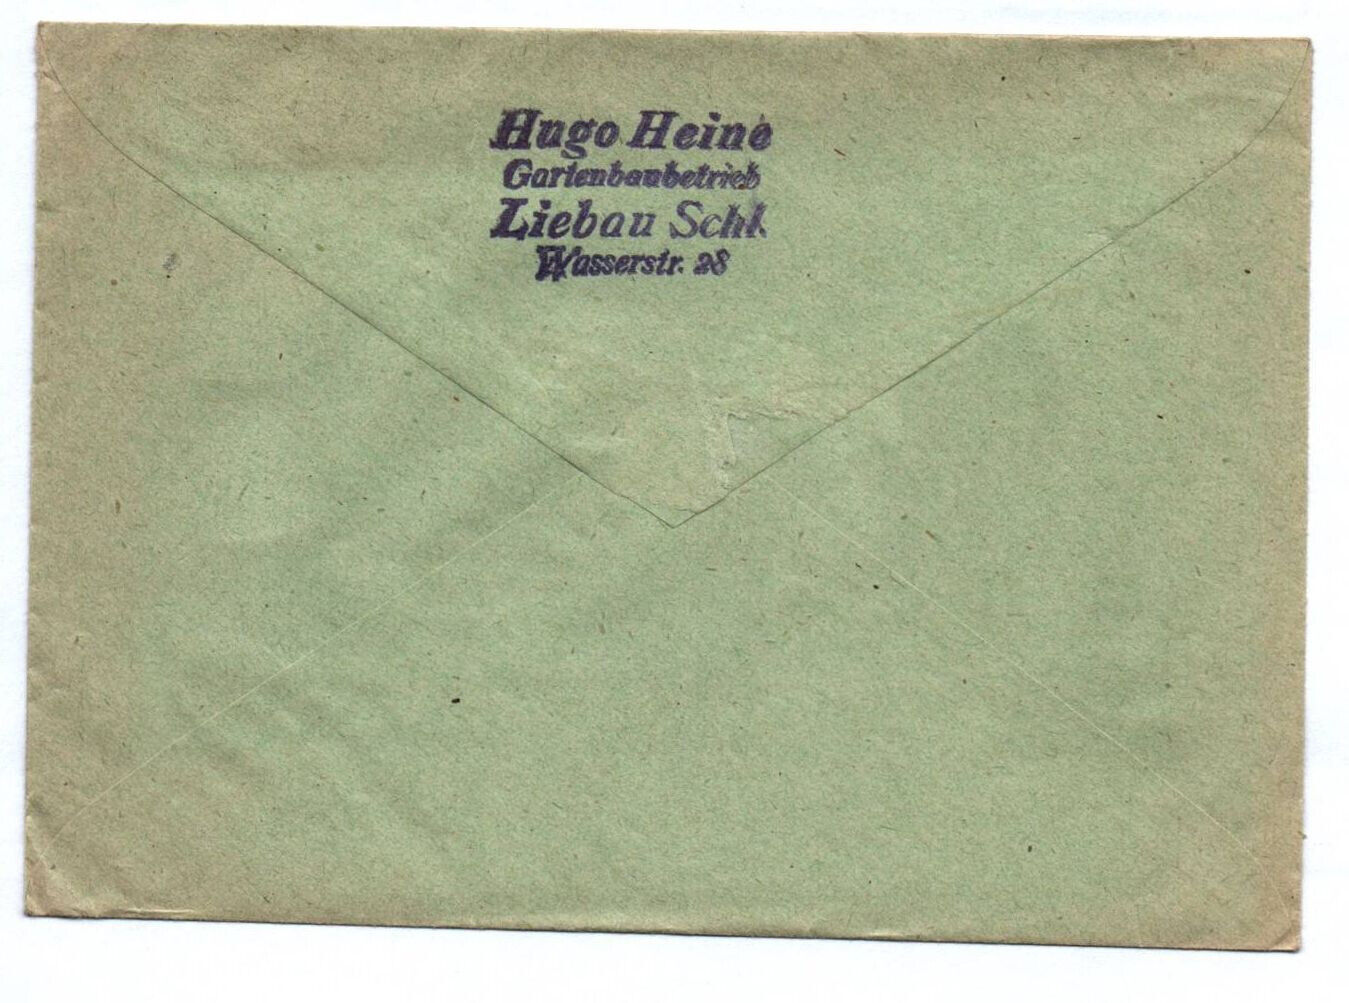 Hugo Heine
Gartenbaubetrieb
Liebau Schl.
Wasserstr. 28